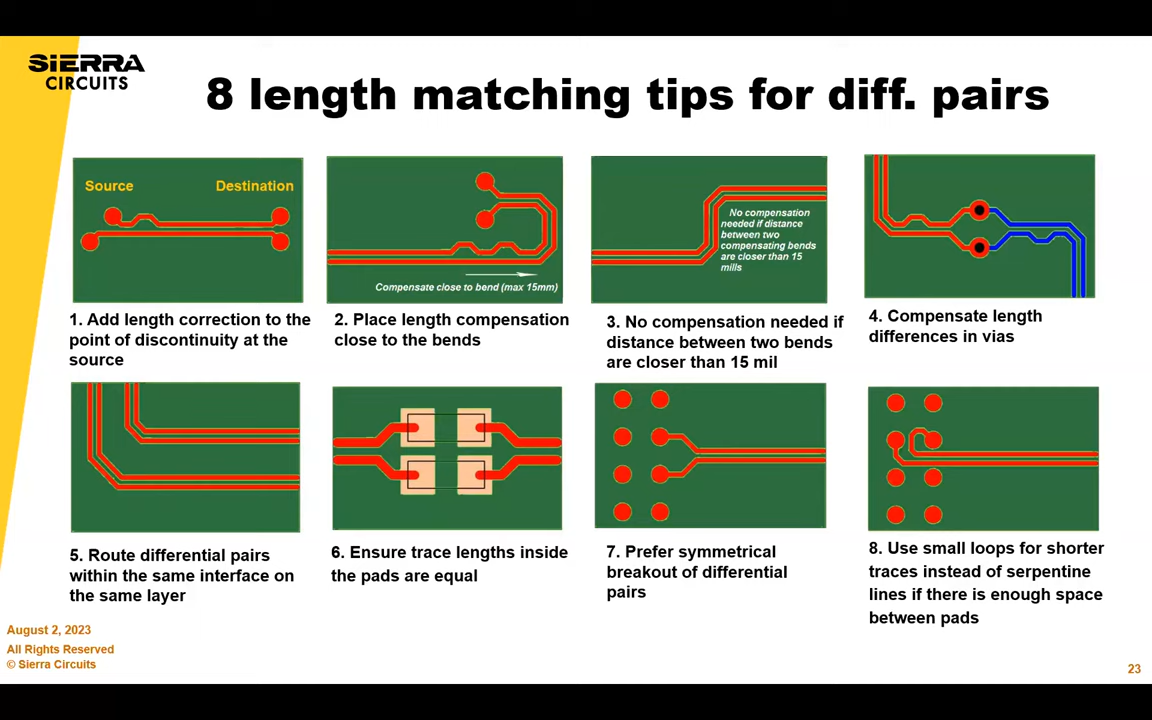 SIERRA
CIRCUITS
8 length matching tips for diff. pairs
Source
Destination
1. Add length correction to the
point of discontinuity at the
source
Compensate close to bend (max 15mm)
2. Place length compensation
close to the bends
No compensation
needed if distance
between two
compensating bends
are closer than 15
mills
3. No compensation needed if
distance between two bends
are closer than 15 mil
4. Compensate length
differences in vias
5. Route differential pairs
within the same interface on
the same layer
6. Ensure trace lengths inside
the pads are equal
7. Prefer symmetrical
breakout of differential
pairs
8. Use small loops for shorter
traces instead of serpentine
lines if there is enough space
between pads
August 2, 2023
All Rights Reserved
© Sierra Circuits
23